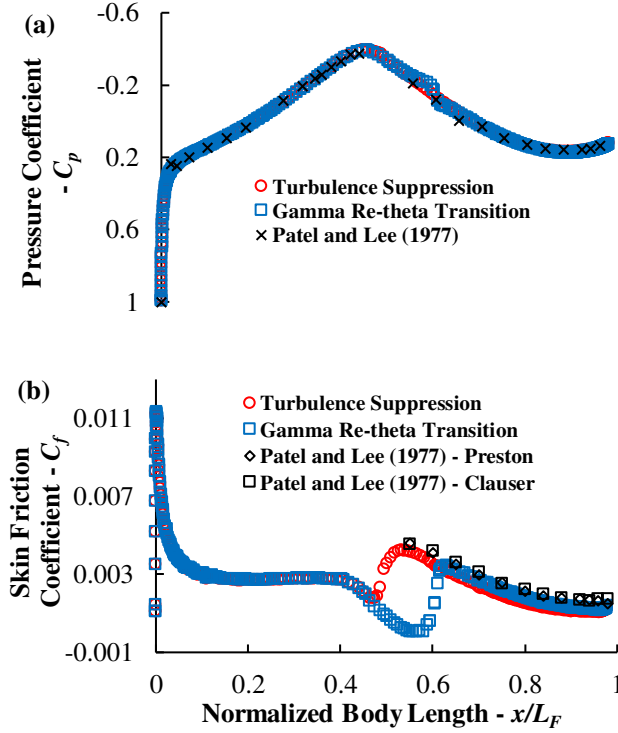 (a)
Pressure Coefficient
- Cp
-0.6
-0.2
0.2
0.6
1
Turbulence Suppression
Gamma Re-theta Transition
Patel and Lee (1977)
(b)
Skin Friction
Coefficient - Cf
0.011
0.007
0.003
-0.001
Turbulence Suppression
Gamma Re-theta Transition
Patel and Lee (1977) - Preston
Patel and Lee (1977) - Clauser
0 0.2 0.4 0.6 0.8 1
Normalized Body Length - x/LF